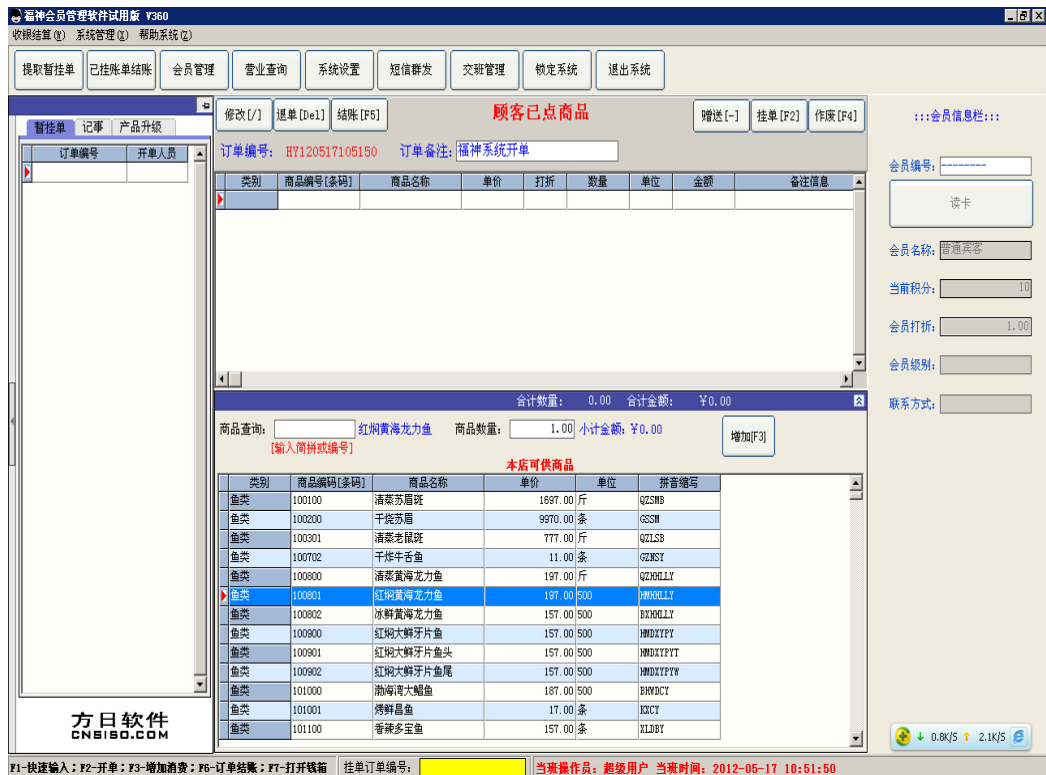 福神会员管理软件试用版 V360
收银结算(W) 系统管理(X) 帮助系统(Z)
提取暂挂单 已挂账单结账 会员管理 营业查询 系统设置 短信群发 交班管理 锁定系统 退出系统
暂挂单 记事 产品升级
订单编号 开单人员
方日软件
CNSISO.COM
修改[/] 退单[Del] 结账[F5] 顾客已点商品 赠送[-] 挂单[F2] 作废[F4]
订单编号: HY120517105150 订单备注: 福神系统开单
类别 商品编号[条码] 商品名称 单价 打折 数量 单位 金额 备注信息
合计数量: 0.00 合计金额: ¥0.00
商品查询: 红焖黄海龙力鱼 商品数量: 1.00 小计金额: ¥0.00 增加[F3]
[输入简拼或编号]
本店可供商品
类别 商品编码[条码] 商品名称 单价 单位 拼音缩写
鱼类 100100 清蒸苏眉斑 1697.00 斤 QZSMB
鱼类 100200 干烧苏眉 9970.00 条 GSSM
鱼类 100301 清蒸老鼠斑 777.00 斤 QZLSB
鱼类 100702 干炸牛舌鱼 11.00 条 GZNSY
鱼类 100800 清蒸黄海龙力鱼 197.00 斤 QZHHLLY
鱼类 100801 红焖黄海龙力鱼 197.00 500 HMHHLLY
鱼类 100802 冰鲜黄海龙力鱼 157.00 500 BXHHLLY
鱼类 100900 红焖大鲜牙片鱼 157.00 500 HMDXYPY
鱼类 100901 红焖大鲜牙片鱼头 157.00 500 HMDXYPYT
鱼类 100902 红焖大鲜牙片鱼尾 157.00 500 HMDXYPYW
鱼类 101000 渤海湾大鲳鱼 187.00 500 BHWDCY
鱼类 101001 烤鲜昌鱼 17.00 条 KXCY
鱼类 101100 香辣多宝鱼 157.00 条 XLDBY
:::会员信息栏:::
会员编号: --------
读卡
会员名称: 普通宾客
当前积分: 10
会员打折: 1.00
会员级别:
联系方式:
0.8K/S 2.1K/S
F1-快速输入;F2-开单;F3-增加消费;F6-订单结账;F7-打开钱箱 挂单订单编号: 当班操作员:超级用户 当班时间:2012-05-17 10:51:50